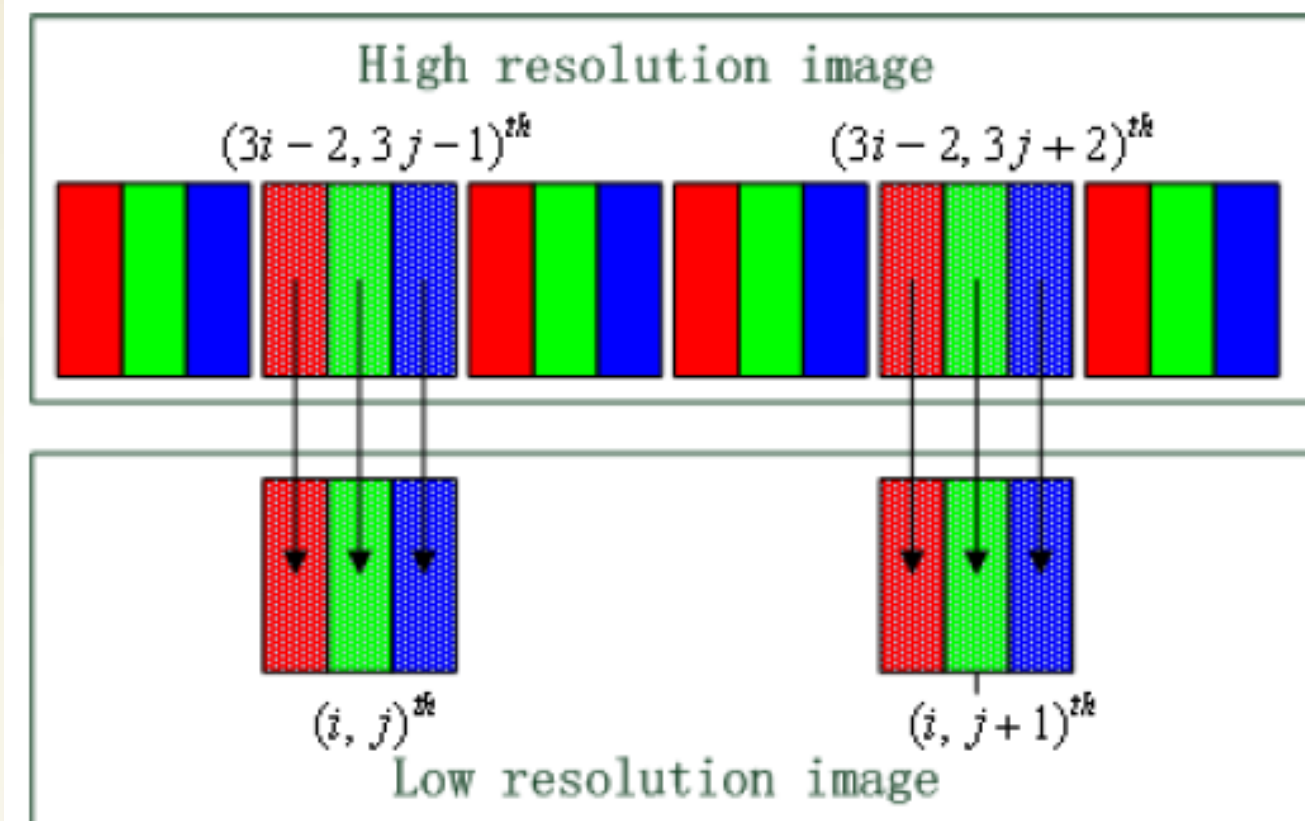 High resolution image
(3i − 2, 3j − 1)th (3i − 2, 3j + 2)th
(i, j)th (i, j + 1)th
Low resolution image